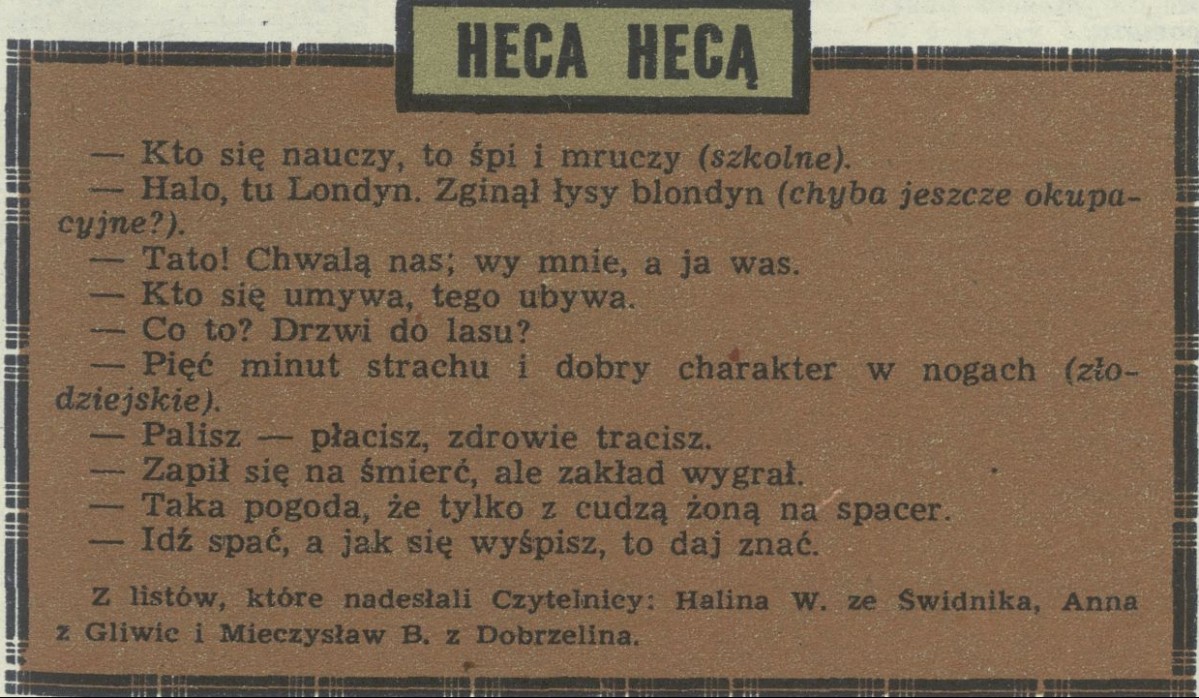 HECA HECĄ
— Kto się nauczy, to śpi i mruczy (szkolne).
— Halo, tu Londyn. Zginął łysy blondyn (chyba jeszcze okupa-
cyjne?).
— Tato! Chwalą nas; wy mnie, a ja was.
— Kto się umywa, tego ubywa.
— Co to? Drzwi do lasu?
— Pięć minut strachu i dobry charakter w nogach (zło-
dziejskie).
— Palisz — płacisz, zdrowie tracisz.
— Zapił się na śmierć, ale zakład wygrał.
— Taka pogoda, że tylko z cudzą żoną na spacer.
— Idź spać, a jak się wyśpisz, to daj znać.
Z listów, które nadesłali Czytelnicy: Halina W. ze Świdnika, Anna
z Gliwic i Mieczysław B. z Dobrzelina.